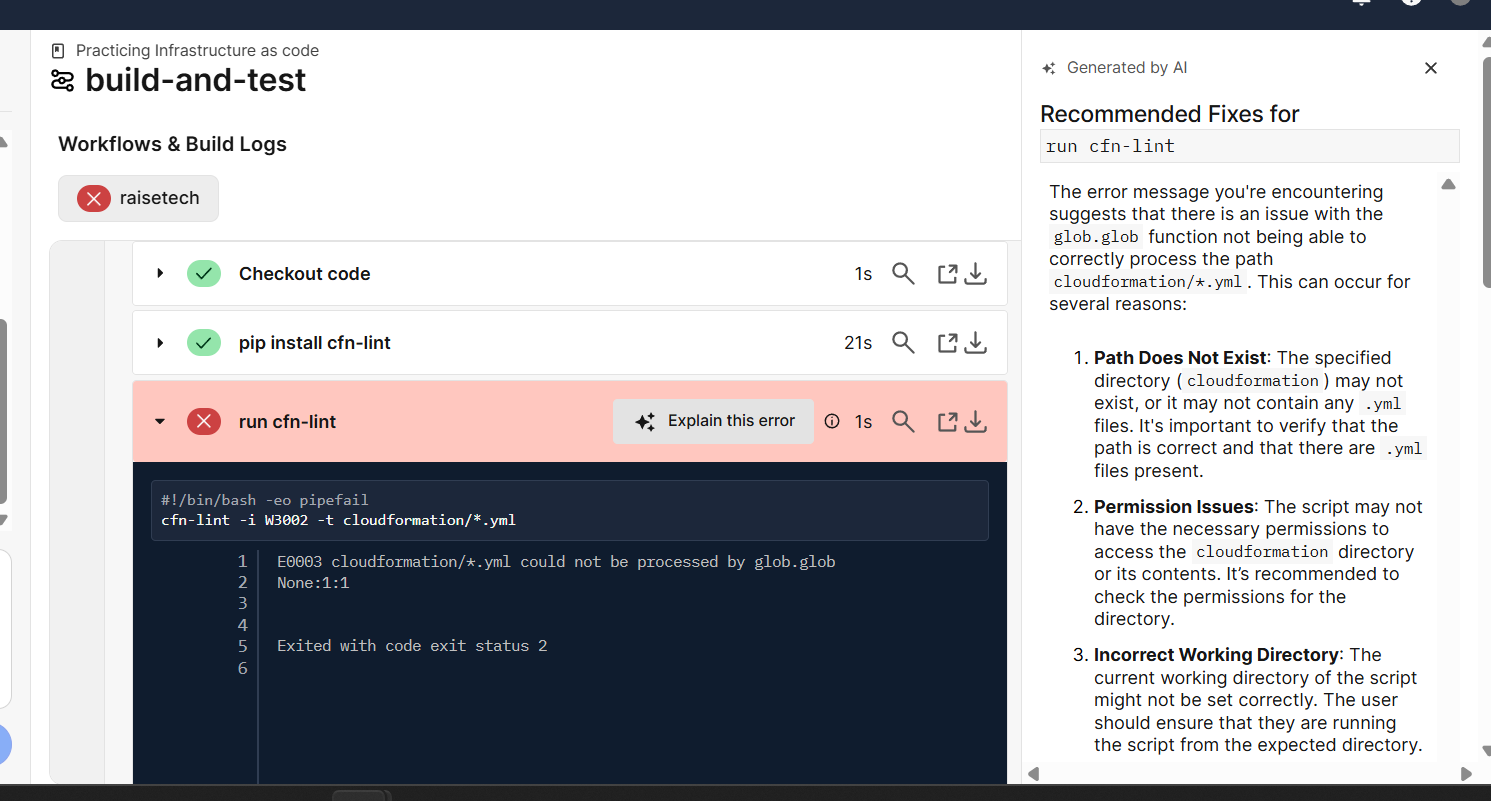 Practicing Infrastructure as code
build-and-test
Workflows & Build Logs
raisetech
Checkout code
1s
pip install cfn-lint
21s
run cfn-lint
Explain this error
1s
#!/bin/bash -eo pipefail
cfn-lint -i W3002 -t cloudformation/*.yml
1 E0003 cloudformation/*.yml could not be processed by glob.glob
2 None:1:1
3
4
5 Exited with code exit status 2
6
Generated by AI
Recommended Fixes for
run cfn-lint
The error message you're encountering
suggests that there is an issue with the
glob.glob function not being able to
correctly process the path
cloudformation/*.yml. This can occur for
several reasons:
1. Path Does Not Exist: The specified
directory (cloudformation) may not
exist, or it may not contain any .yml
files. It's important to verify that the
path is correct and that there are .yml
files present.
2. Permission Issues: The script may not
have the necessary permissions to
access the cloudformation directory
or its contents. It’s recommended to
check the permissions for the
directory.
3. Incorrect Working Directory: The
current working directory of the script
might not be set correctly. The user
should ensure that they are running
the script from the expected directory.